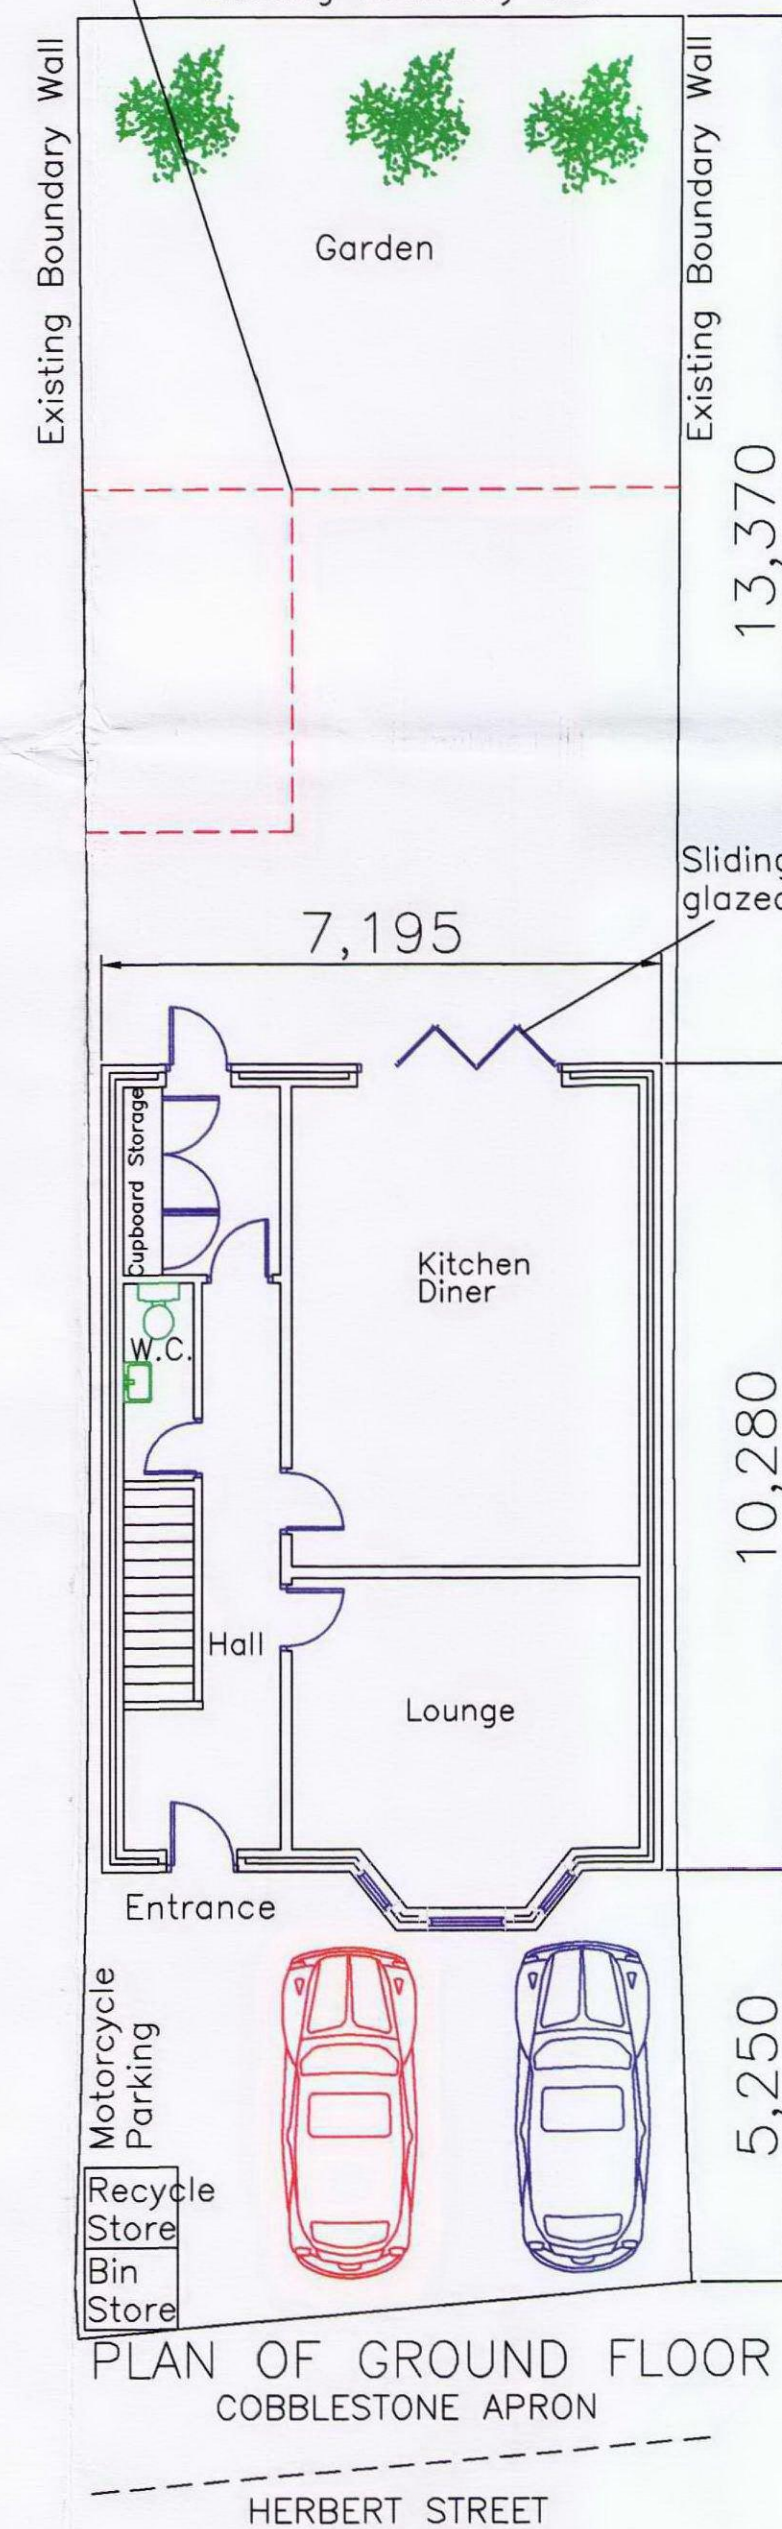 Existing Boundary Wall
Existing Boundary Wall
Garden
13,370
Sliding
7,195
Cupboard Storage
Kitchen
Diner
W.C.
10,280
Hall
Lounge
Entrance
Motorcycle
Parking
5,250
Recycle
Store
Bin
Store
PLAN OF GROUND FLOOR
COBBLESTONE APRON
HERBERT STREET